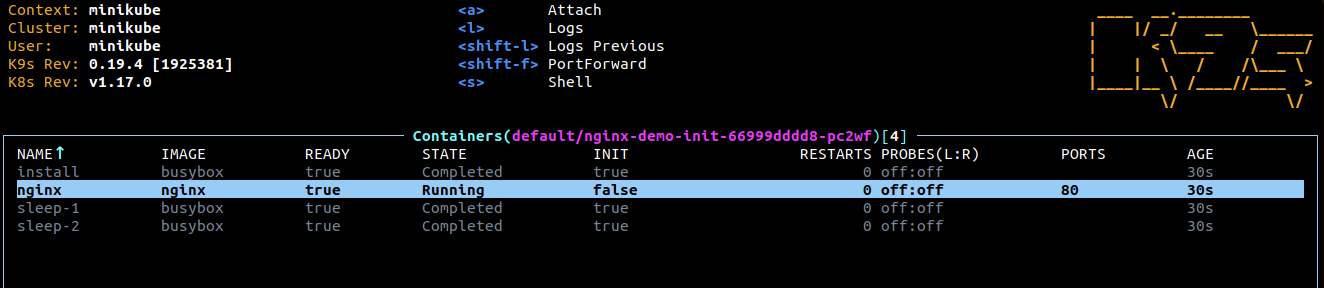 Context: minikube <a> Attach
Cluster: minikube <l> Logs
User: minikube <shift-l> Logs Previous
K9s Rev: 0.19.4 [1925381] <shift-f> PortForward
K8s Rev: v1.17.0 <s> Shell
K9s
Containers(default/nginx-demo-init-66999dddd8-pc2wf)[4]
NAME↑ IMAGE READY STATE INIT RESTARTS PROBES(L:R) PORTS AGE
install busybox true Completed true 0 off:off 30s
nginx nginx true Running false 0 off:off 80 30s
sleep-1 busybox true Completed true 0 off:off 30s
sleep-2 busybox true Completed true 0 off:off 30s